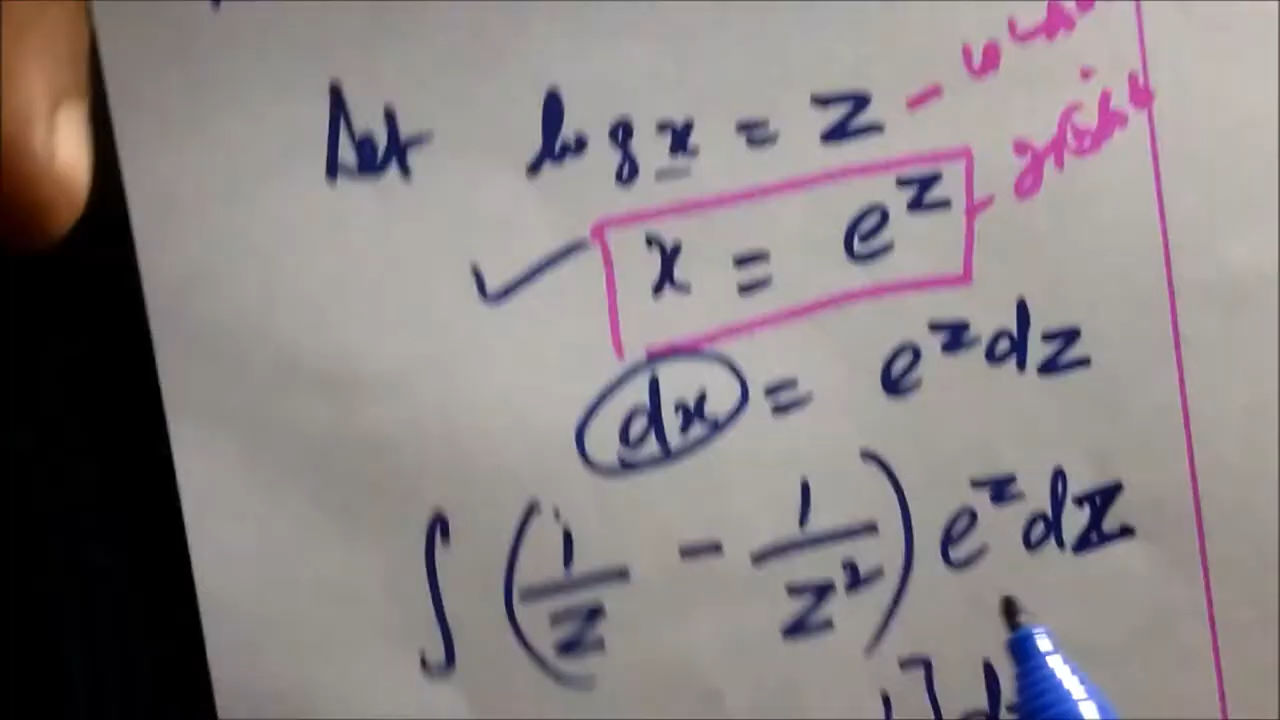 Let log x = z
x = e^z
dx = e^z dz
∫ (1/z - 1/z²) e^z dz